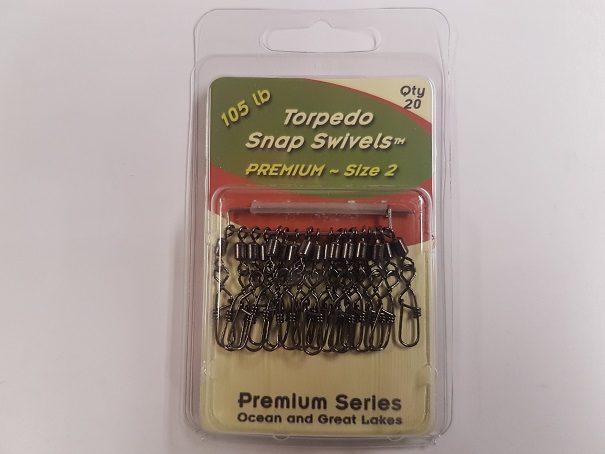 105 lb
Qty
20
Torpedo
Snap Swivels™
PREMIUM ~ Size 2
Premium Series
Ocean and Great Lakes